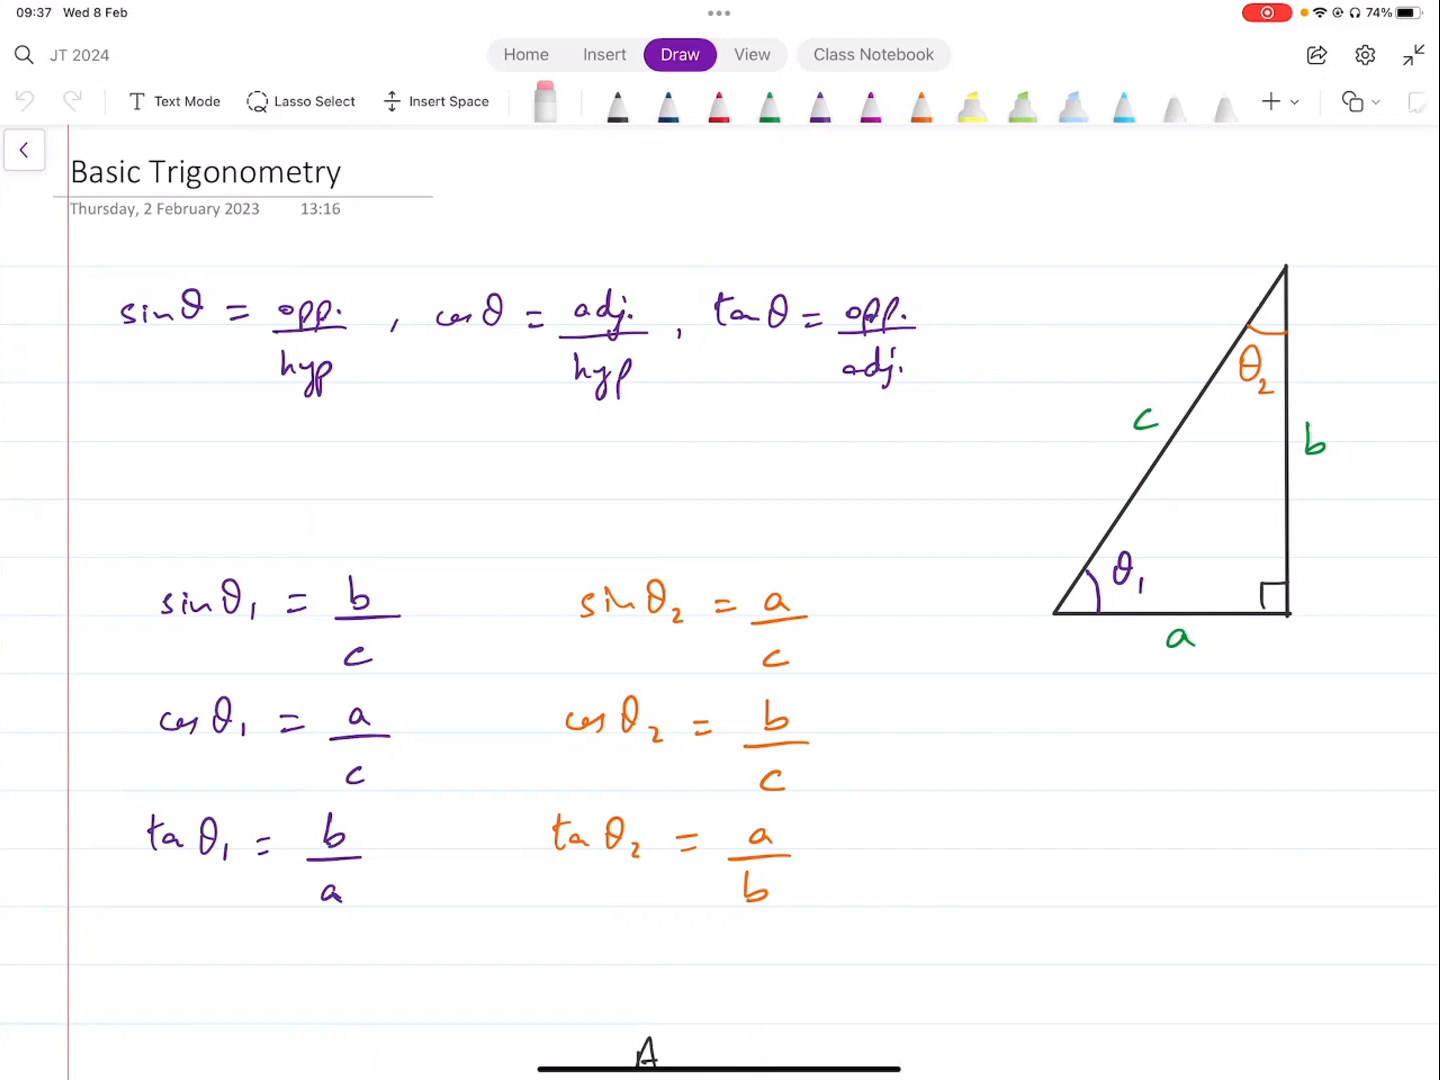 09:37 Wed 8 Feb
74%
JT 2024
Home Insert Draw View Class Notebook
Text Mode Lasso Select Insert Space
Basic Trigonometry
Thursday, 2 February 2023 13:16
sinθ = opp./hyp , cosθ = adj./hyp , tanθ = opp./adj.
θ₂
c
b
θ₁
a
sinθ₁ = b/c sinθ₂ = a/c
cosθ₁ = a/c cosθ₂ = b/c
tanθ₁ = b/a tanθ₂ = a/b
A